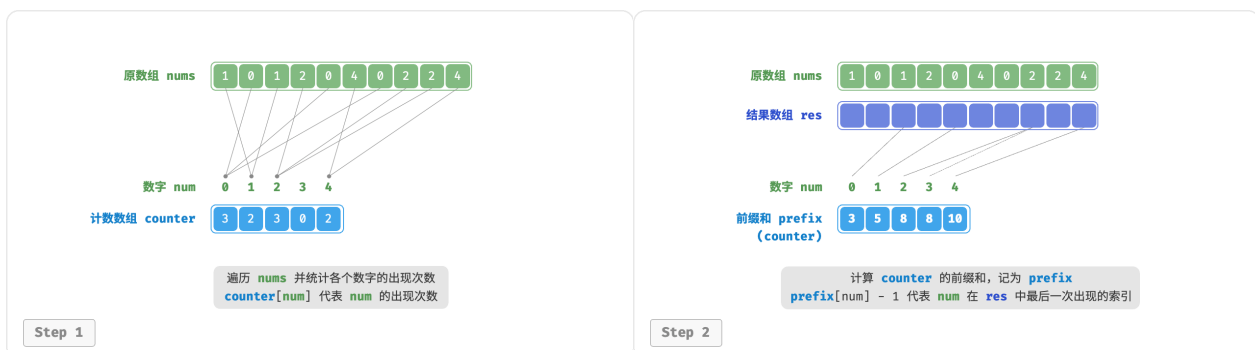 原数组 nums 1 0 1 2 0 4 0 2 2 4
数字 num 0 1 2 3 4
计数数组 counter 3 2 3 0 2
遍历 nums 并统计各个数字的出现次数
counter[num] 代表 num 的出现次数
Step 1
原数组 nums 1 0 1 2 0 4 0 2 2 4
结果数组 res
数字 num 0 1 2 3 4
前缀和 prefix 3 5 8 8 10
(counter)
计算 counter 的前缀和，记为 prefix
prefix[num] - 1 代表 num 在 res 中最后一次出现的索引
Step 2